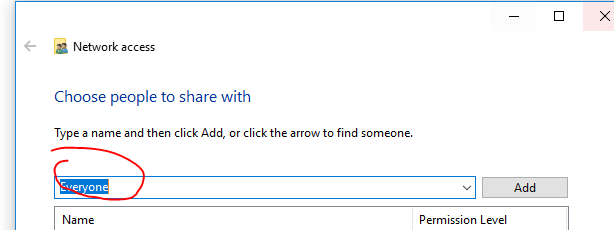 Network access
Choose people to share with
Type a name and then click Add, or click the arrow to find someone.
Everyone Add
Name Permission Level